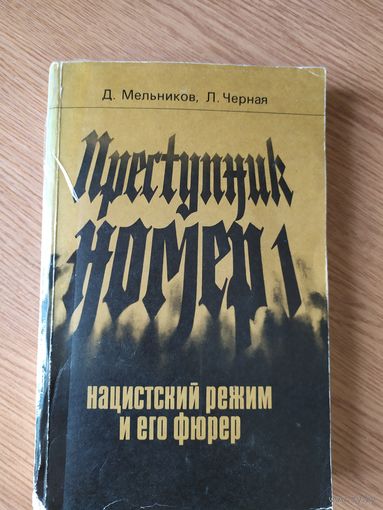 Д. Мельников, Л. Черная
Преступник
номер 1
нацистский режим
и его фюрер